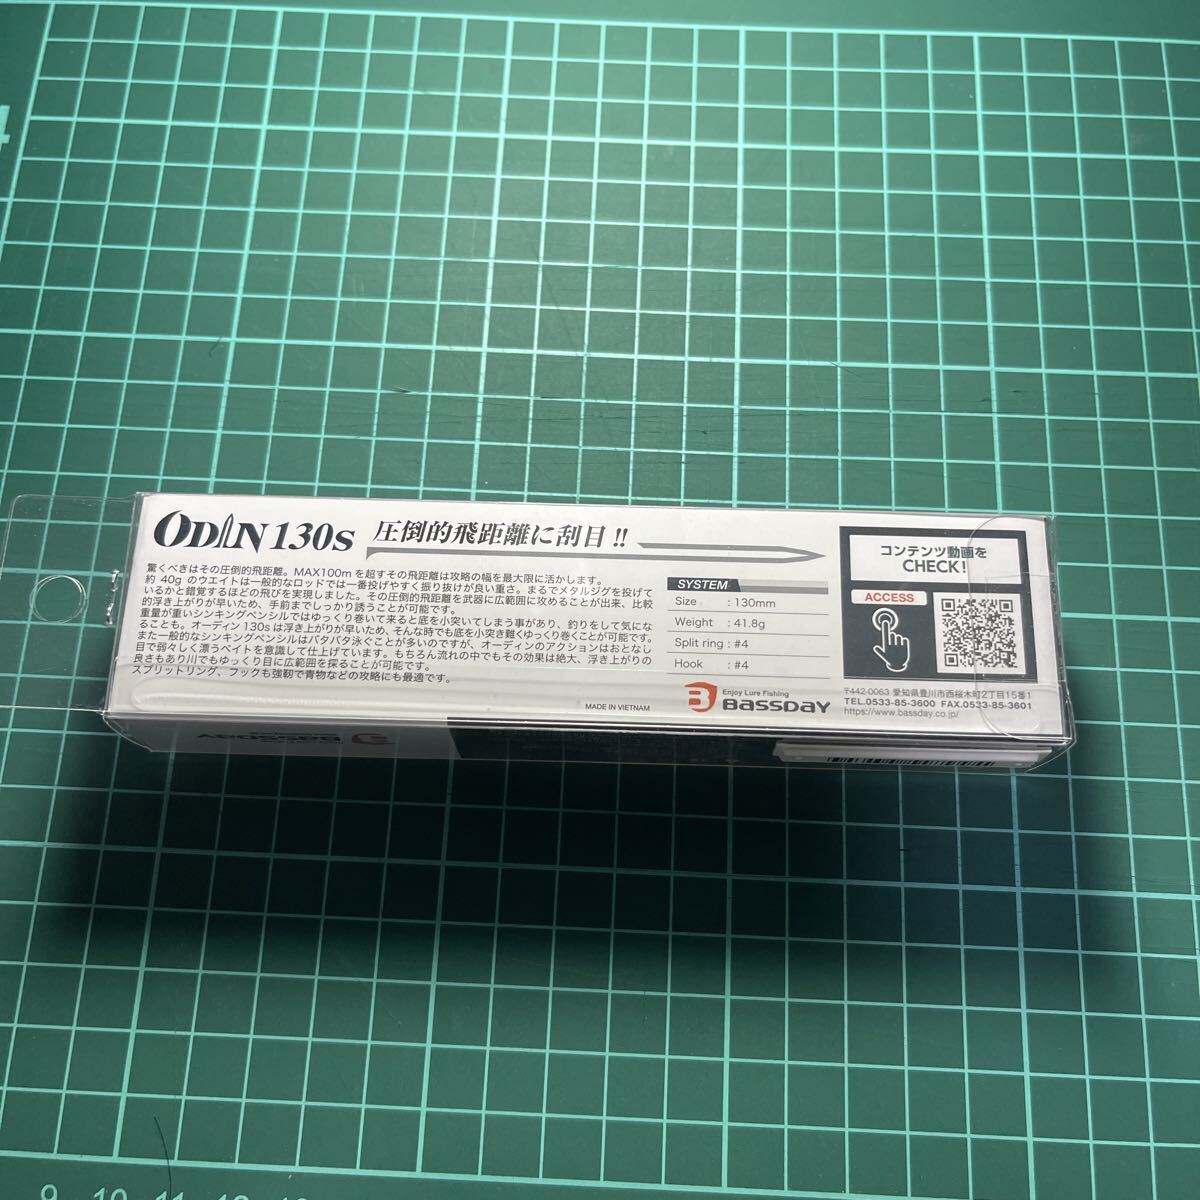 ODIN 130s 圧倒的飛距離に刮目!!
驚くべきはその圧倒的飛距離。MAX100mを超すその飛距離は攻略の幅を最大限に活かします。
約 40g のウエイトは一般的なロッドでは一番投げやすく振り抜けが良い重さ。まるでメタルジグを投げて
いるかと錯覚するほどの飛びを実現しました。その圧倒的飛距離を武器に広範囲に攻めることが出来、比較
的浮き上がりが早いため、手前までしっかり誘うことが可能です。
重量が重いシンキングペンシルではゆっくり巻いて来ると底を小突いてしまう事があり、釣りをして気にな
ることも。オーディン 130s は浮き上がりが早いため、そんな時でも底を小突き難くゆっくり巻くことが可能です。
また一般的なシンキングペンシルはバタバタ泳ぐことが多いのですが、オーディンのアクションはおとなし
目で弱々しく漂うベイトを意識して仕上げています。もちろん流れの中でもその効果は絶大、浮き上がりの
良さもあり川でもゆっくり目に広範囲を探ることが可能です。
スプリットリング、フックも強靭で青物などの攻略にも最適です。
SYSTEM
Size : 130mm
Weight : 41.8g
Split ring : #4
Hook : #4
MADE IN VIETNAM
Enjoy Lure Fishing
BASSDAY
コンテンツ動画を
CHECK!
ACCESS
〒442-0063 愛知県豊川市西桜木町2丁目15番1
TEL.0533-85-3600 FAX.0533-85-3601
https://www.bassday.co.jp/
BASSDAY
4
9 10 11 12 13